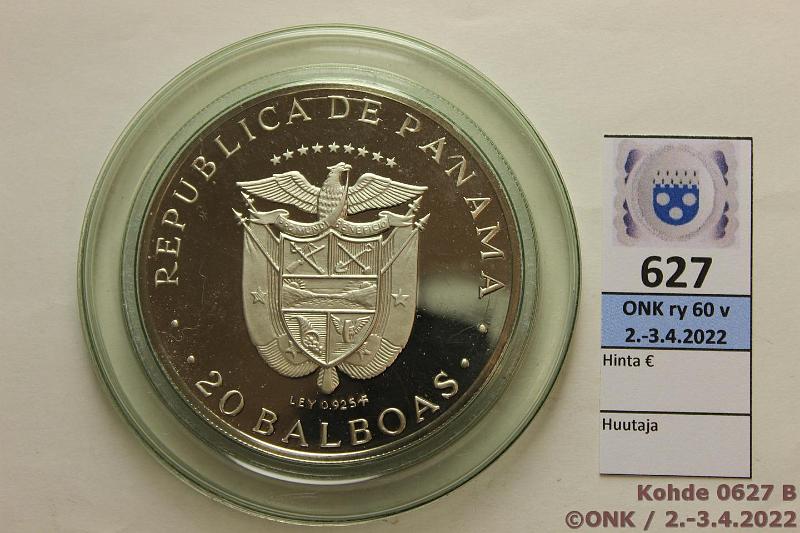 REPUBLICA DE PANAMA
PRO MUNDI BENEFICIO
LEY 0.925
· 20 BALBOAS ·
627
ONK ry 60 v
2.-3.4.2022
Hinta €
Huutaja
Kohde 0627 B
©ONK / 2.-3.4.2022